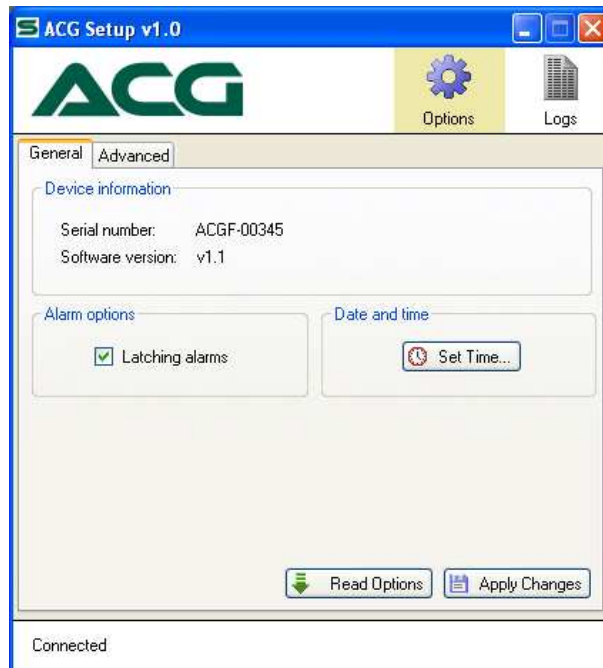 ACG Setup v1.0
ACG
Options
Logs
General
Advanced
Device information
Serial number: ACGF-00345
Software version: v1.1
Alarm options
Date and time
Latching alarms
Set Time...
Read Options
Apply Changes
Connected